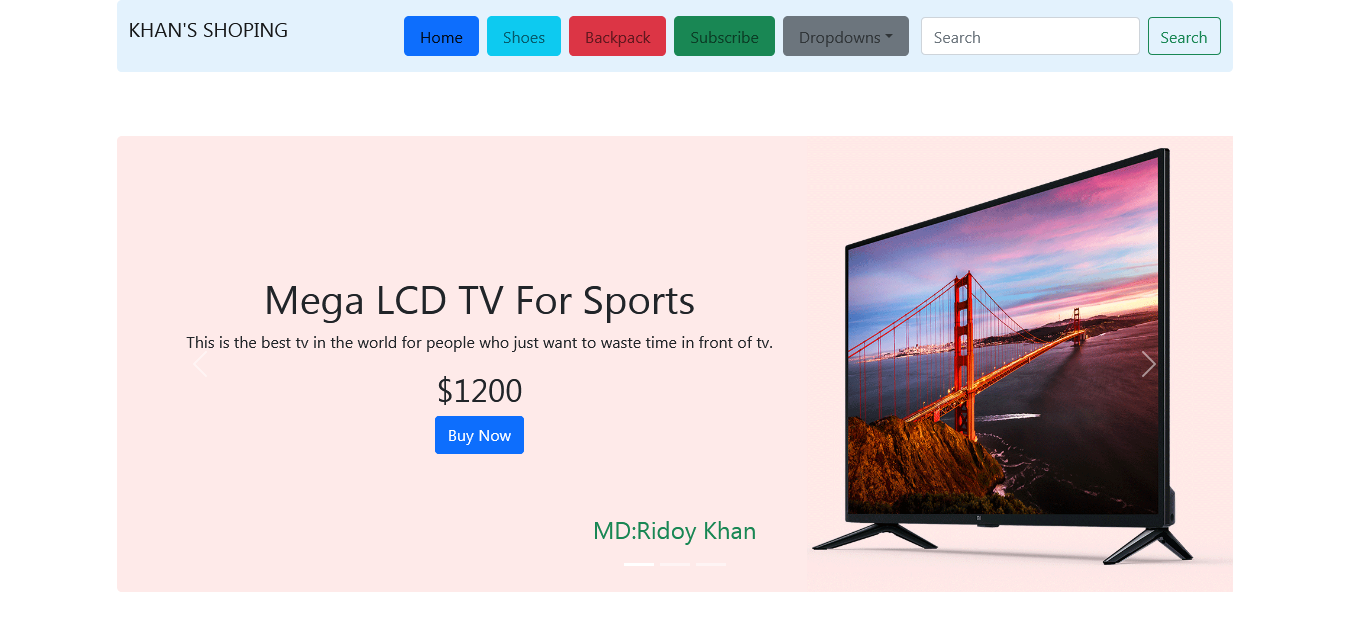 KHAN'S SHOPING
Home Shoes Backpack Subscribe Dropdowns Search Search
Mega LCD TV For Sports
This is the best tv in the world for people who just want to waste time in front of tv.
$1200
Buy Now
MD:Ridoy Khan